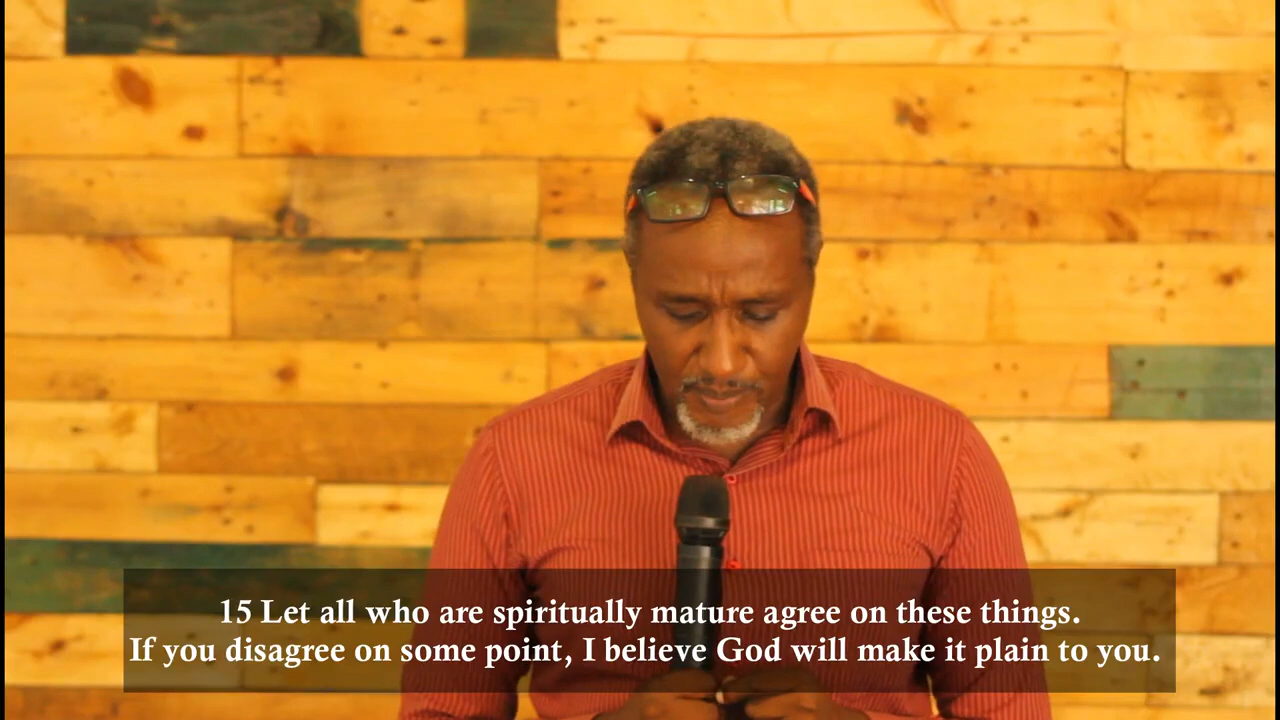 15 Let all who are spiritually mature agree on these things.
If you disagree on some point, I believe God will make it plain to you.